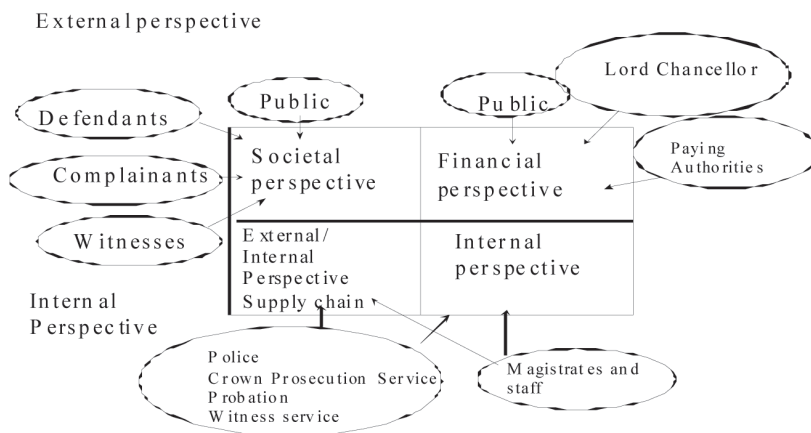 External perspective
Lord Chancellor
Public
Public
Defendants
Societal
perspective
Financial
perspective
Paying
Authorities
Complainants
Witnesses
External/
Internal
Perspective
Supply chain
Internal
perspective
Internal
Perspective
Police
Crown Prosecution Service
Probation
Witness service
Magistrates and
staff